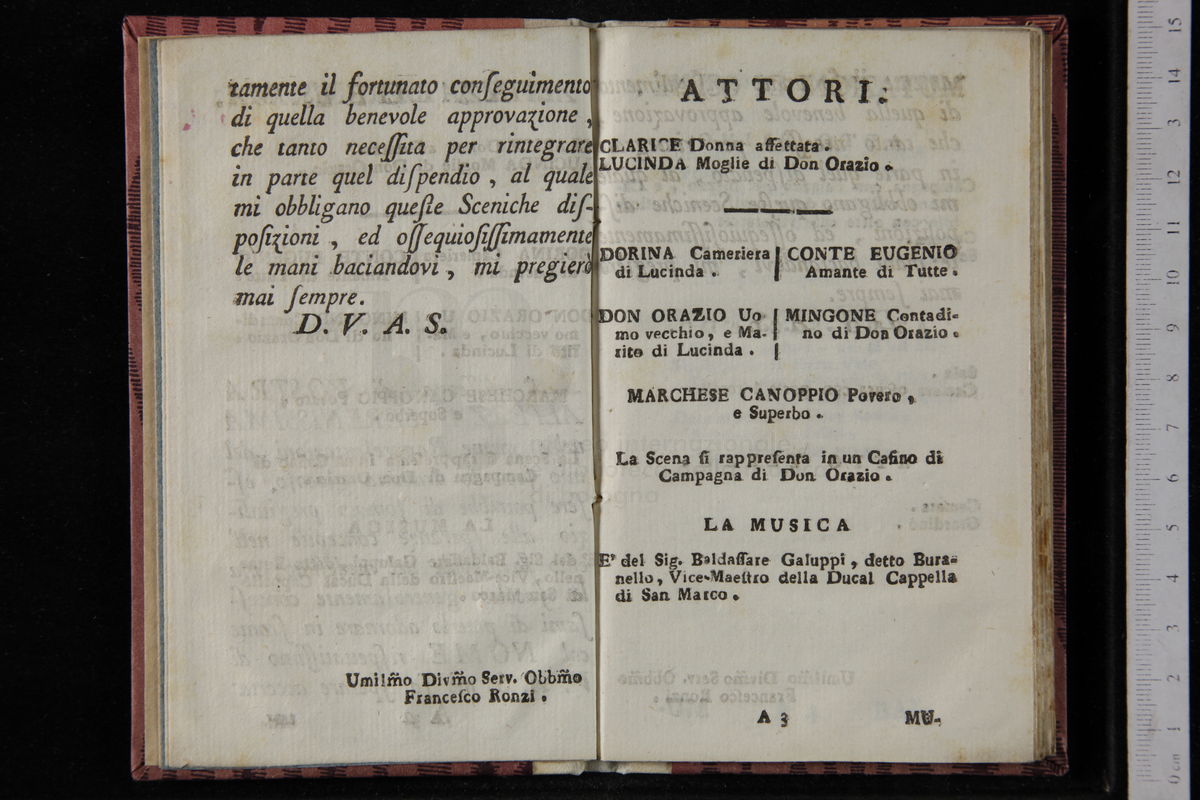 tamente il fortunato conſeguimento
di quella benevole approvazione ,
che tanto neceſſita per rintegrare
in parte quel diſpendio , al quale
mi obbligano queſte Sceniche diſ-
poſizioni , ed oſſequioſiſſimamente
le mani baciandovi , mi pregierò
mai ſempre.
D. V. A. S.
Umilm̃o Divm̃o Serv. Obbm̃o
Franceſco Ronzi .
ATTORI.
CLARICE Donna affettata .
LUCINDA Moglie di Don Orazio .
DORINA Cameriera
di Lucinda .
CONTE EUGENIO
Amante di Tutte .
DON ORAZIO Uo
mo vecchio, e Ma-
rito di Lucinda .
MINGONE Contadi-
no di Don Orazio .
MARCHESE CANOPPIO Povero ,
e Superbo .
La Scena ſi rappreſenta in un Caſino di
Campagna di Don Orazio .
LA MUSICA
E' del Sig. Baldaſſare Galuppi , detto Bura-
nello, Vice-Maeſtro della Ducal Cappella
di San Marco .
A 3
MU-